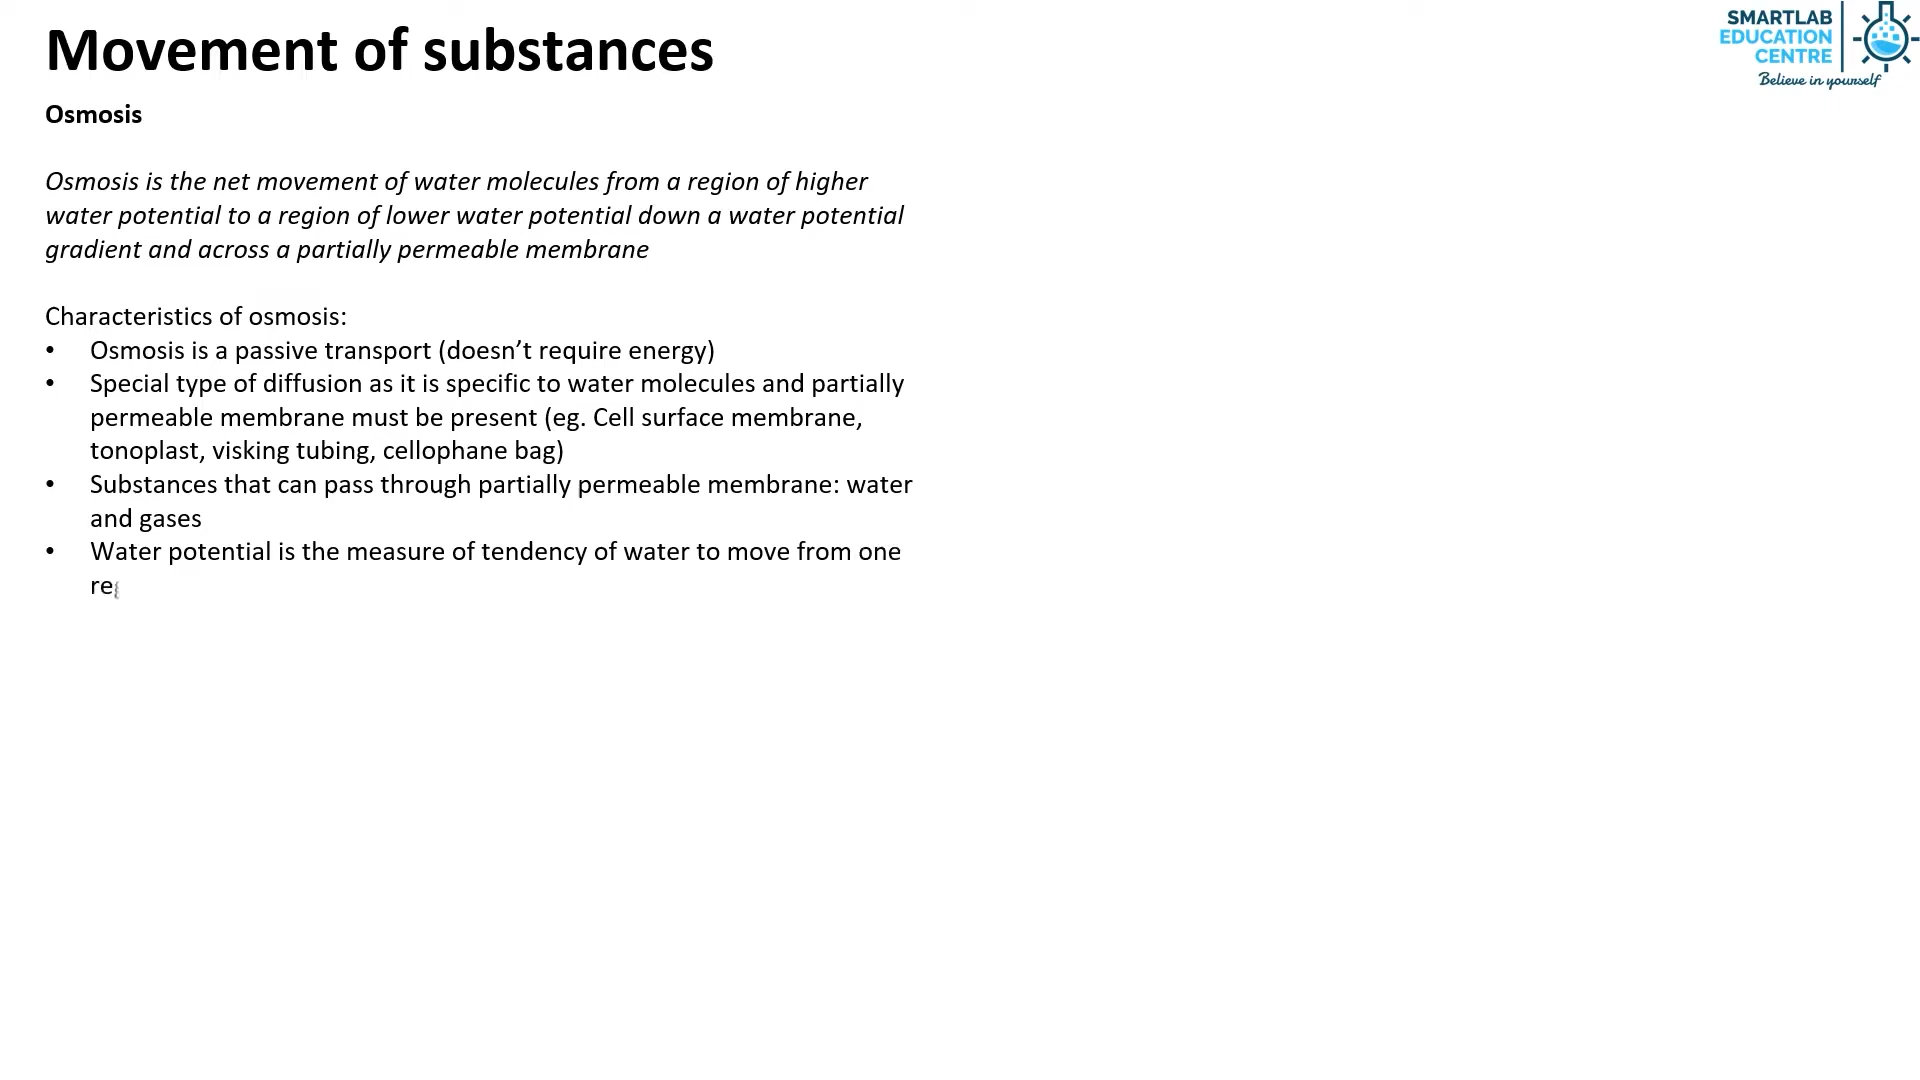 Movement of substances
SMARTLAB
EDUCATION
CENTRE
Believe in yourself
Osmosis
Osmosis is the net movement of water molecules from a region of higher
water potential to a region of lower water potential down a water potential
gradient and across a partially permeable membrane
Characteristics of osmosis:
• Osmosis is a passive transport (doesn’t require energy)
• Special type of diffusion as it is specific to water molecules and partially
permeable membrane must be present (eg. Cell surface membrane,
tonoplast, visking tubing, cellophane bag)
• Substances that can pass through partially permeable membrane: water
and gases
• Water potential is the measure of tendency of water to move from one